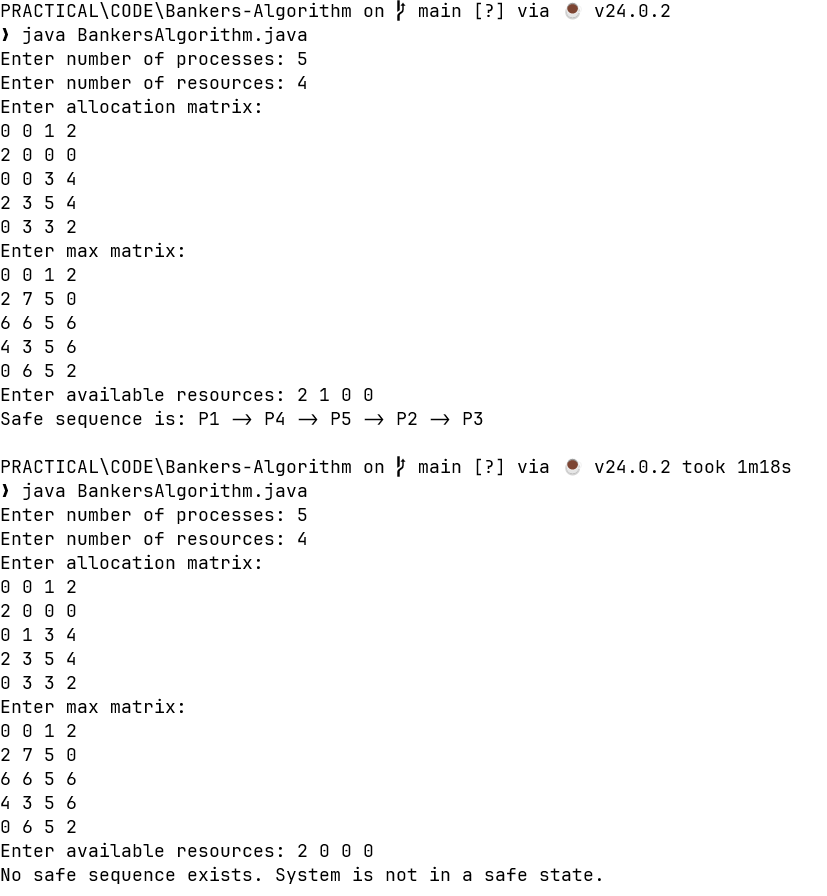 PRACTICAL\CODE\Bankers-Algorithm on main [?] via ☕ v24.0.2
❯ java BankersAlgorithm.java
Enter number of processes: 5
Enter number of resources: 4
Enter allocation matrix:
0 0 1 2
2 0 0 0
0 0 3 4
2 3 5 4
0 3 3 2
Enter max matrix:
0 0 1 2
2 7 5 0
6 6 5 6
4 3 5 6
0 6 5 2
Enter available resources: 2 1 0 0
Safe sequence is: P1 -> P4 -> P5 -> P2 -> P3
PRACTICAL\CODE\Bankers-Algorithm on main [?] via ☕ v24.0.2 took 1m18s
❯ java BankersAlgorithm.java
Enter number of processes: 5
Enter number of resources: 4
Enter allocation matrix:
0 0 1 2
2 0 0 0
0 1 3 4
2 3 5 4
0 3 3 2
Enter max matrix:
0 0 1 2
2 7 5 0
6 6 5 6
4 3 5 6
0 6 5 2
Enter available resources: 2 0 0 0
No safe sequence exists. System is not in a safe state.